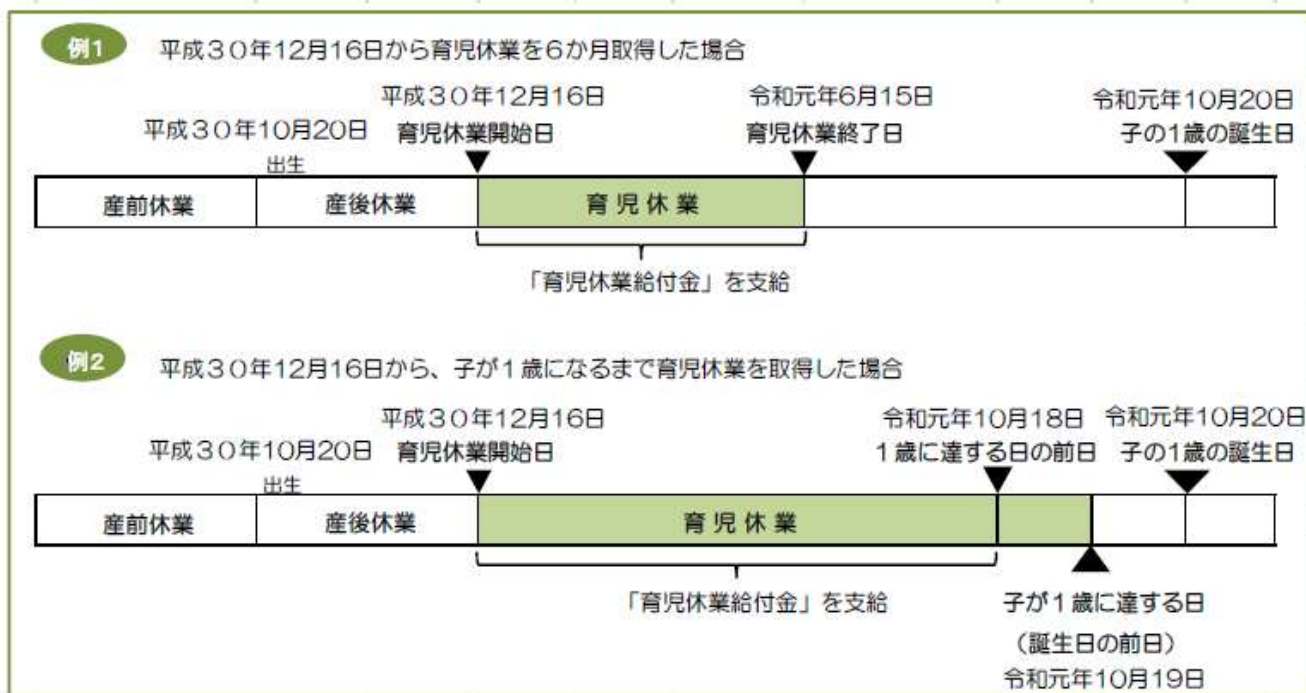 例1 平成30年12月16日から育児休業を6か月取得した場合
平成30年12月16日 令和元年6月15日 令和元年10月20日
平成30年10月20日 育児休業開始日 育児休業終了日 子の1歳の誕生日
出生
産前休業 産後休業 育児休業
「育児休業給付金」を支給
例2 平成30年12月16日から、子が1歳になるまで育児休業を取得した場合
平成30年12月16日 令和元年10月18日 令和元年10月20日
平成30年10月20日 育児休業開始日 1歳に達する日の前日 子の1歳の誕生日
出生
産前休業 産後休業 育児休業
「育児休業給付金」を支給 子が1歳に達する日
（誕生日の前日）
令和元年10月19日